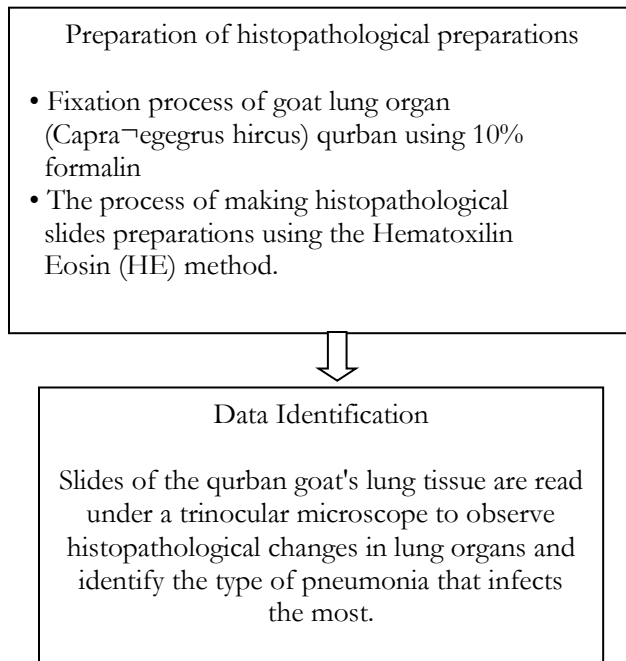 Preparation of histopathological preparations
• Fixation process of goat lung organ
(Capra¬egegrus hircus) qurban using 10%
formalin
• The process of making histopathological
slides preparations using the Hematoxilin
Eosin (HE) method.
Data Identification
Slides of the qurban goat's lung tissue are read
under a trinocular microscope to observe
histopathological changes in lung organs and
identify the type of pneumonia that infects
the most.